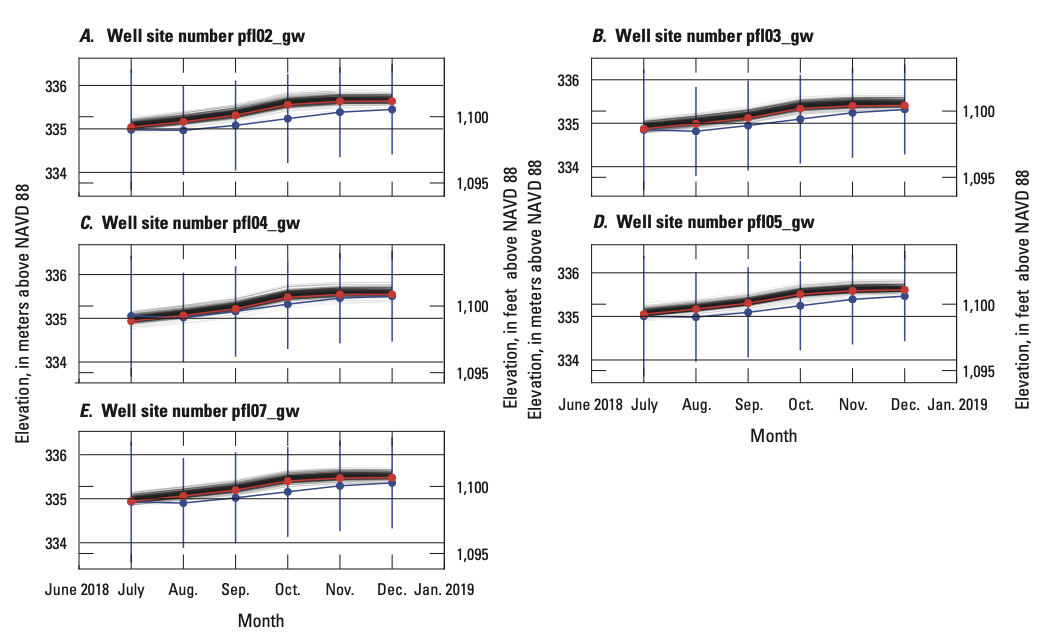 A. Well site number pfl02_gw
336
335
334
1,100
1,095
B. Well site number pfl03_gw
336
335
334
1,100
1,095
C. Well site number pfl04_gw
336
335
334
1,100
1,095
D. Well site number pfl05_gw
336
335
334
1,100
1,095
June 2018 July Aug. Sep. Oct. Nov. Dec. Jan. 2019
Month
E. Well site number pfl07_gw
336
335
334
1,100
1,095
June 2018 July Aug. Sep. Oct. Nov. Dec. Jan. 2019
Month
Elevation, in meters above NAVD 88
Elevation, in feet above NAVD 88
Elevation, in meters above NAVD 88
Elevation, in feet above NAVD 88